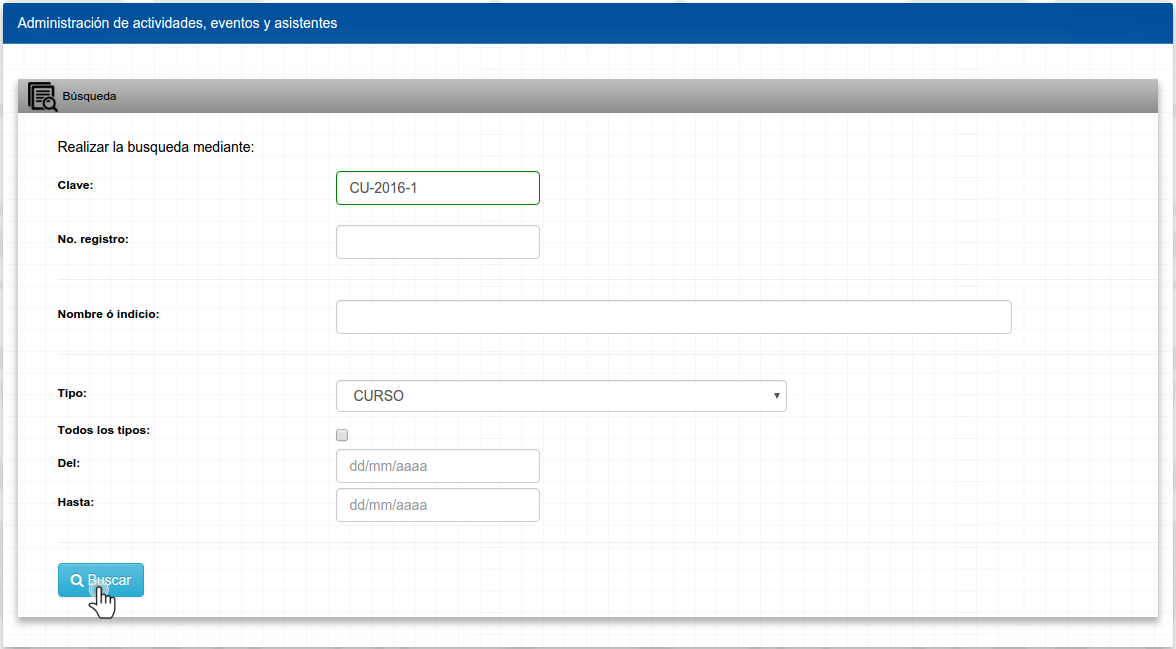 Administración de actividades, eventos y asistentes
Búsqueda
Realizar la busqueda mediante:
Clave: CU-2016-1
No. registro:
Nombre ó indicio:
Tipo: CURSO
Todos los tipos:
Del: dd/mm/aaaa
Hasta: dd/mm/aaaa
Buscar